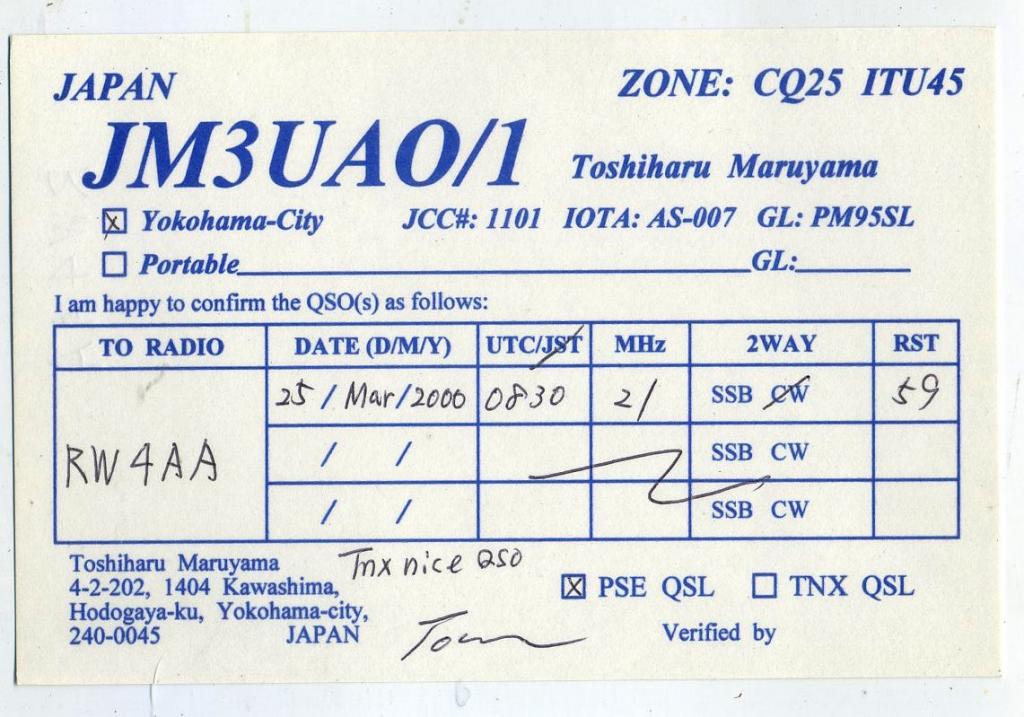 JAPAN ZONE: CQ25 ITU45
JM3UAO/1 Toshiharu Maruyama
☒ Yokohama-City JCC#: 1101 IOTA: AS-007 GL: PM95SL
☐ Portable GL:
I am happy to confirm the QSO(s) as follows:
TO RADIO DATE (D/M/Y) UTC/JST MHz 2WAY RST
25 / Mar / 2000 0830 21 SSB CW 59
RW4AA / / SSB CW
/ / SSB CW
Tnx nice QSO
Toshiharu Maruyama
4-2-202, 1404 Kawashima,
Hodogaya-ku, Yokohama-city,
240-0045 JAPAN
☒ PSE QSL ☐ TNX QSL
Verified by